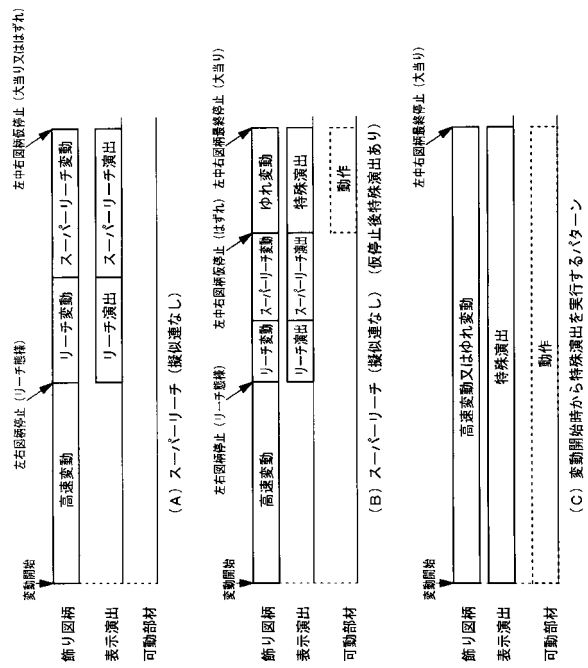 変動開始
左右図柄停止（リーチ態様）
左中右図柄仮停止（大当り又ははずれ）
飾り図柄
高速変動
リーチ変動
スーパーリーチ変動
表示演出
リーチ演出
スーパーリーチ演出
可動部材
（A）スーパーリーチ（擬似連なし）
変動開始
左右図柄停止（リーチ態様）
左中右図柄仮停止（はずれ）
左中右図柄最終停止（大当り）
飾り図柄
高速変動
リーチ変動
スーパーリーチ変動
ゆれ変動
表示演出
リーチ演出
スーパーリーチ演出
特殊演出
可動部材
動作
（B）スーパーリーチ（擬似連なし）（仮停止後特殊演出あり）
変動開始
左中右図柄最終停止（大当り）
飾り図柄
高速変動又はゆれ変動
表示演出
特殊演出
可動部材
動作
（C）変動開始時から特殊演出を実行するパターン